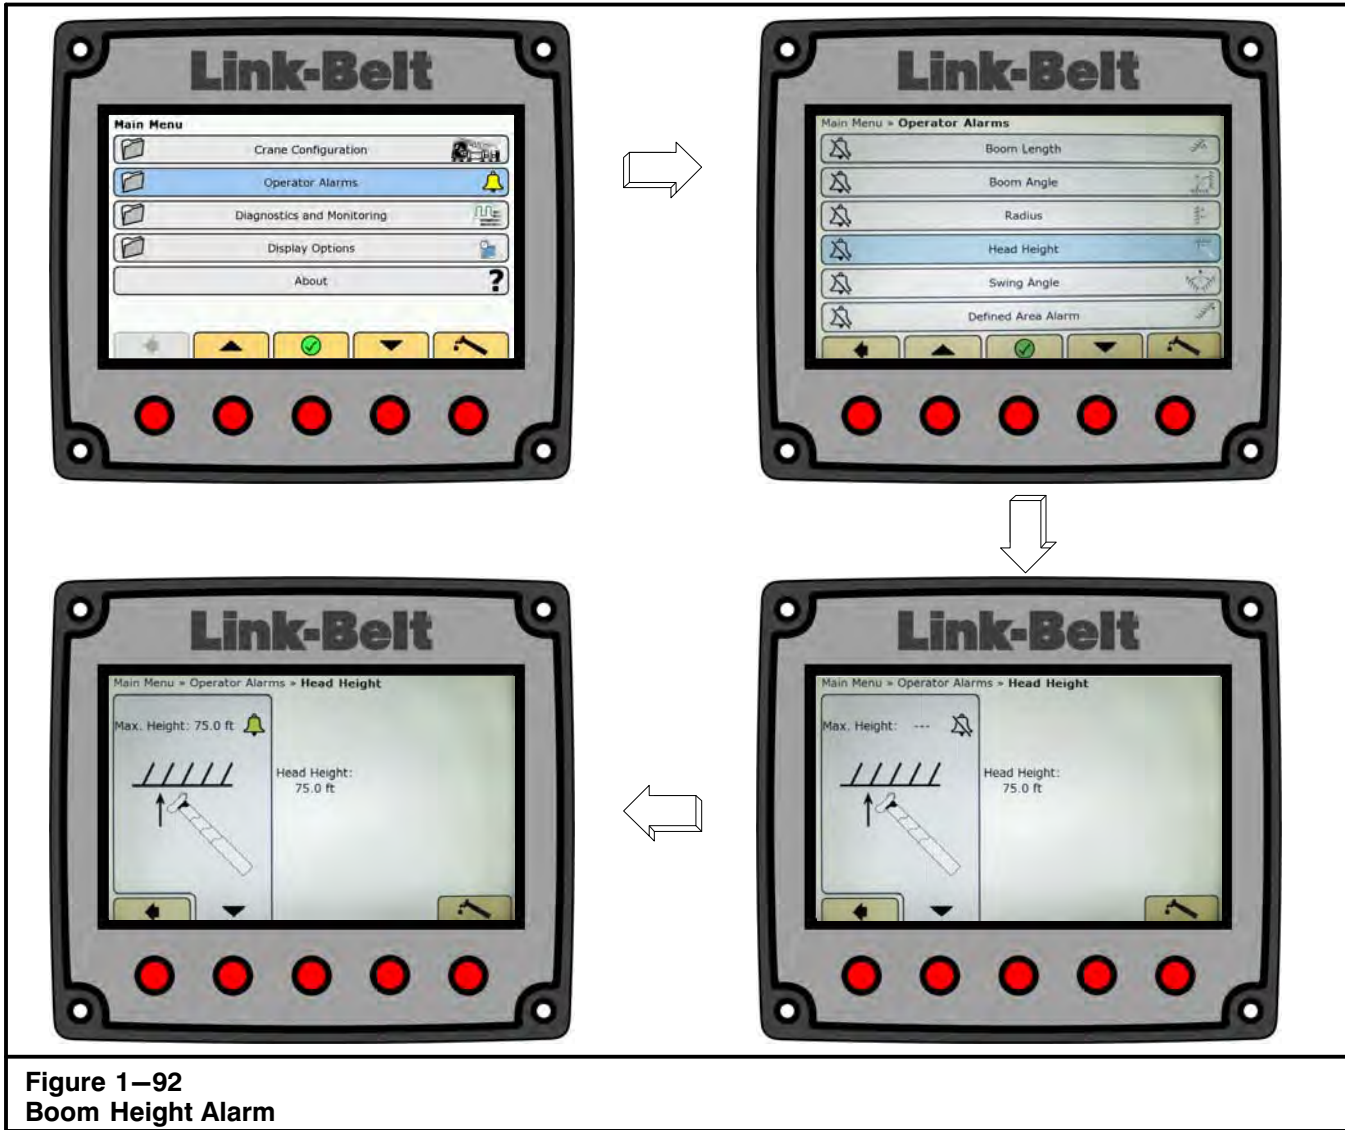 Link-Belt
Main Menu
Crane Configuration
Operator Alarms
Diagnostics and Monitoring
Display Options
About
?
Link-Belt
Main Menu » Operator Alarms
Boom Length
Boom Angle
Radius
Head Height
Swing Angle
Defined Area Alarm
Link-Belt
Main Menu » Operator Alarms » Head Height
Max. Height: 75.0 ft
Head Height:
75.0 ft
Link-Belt
Main Menu » Operator Alarms » Head Height
Max. Height: ---
Head Height:
75.0 ft
Figure 1–92
Boom Height Alarm